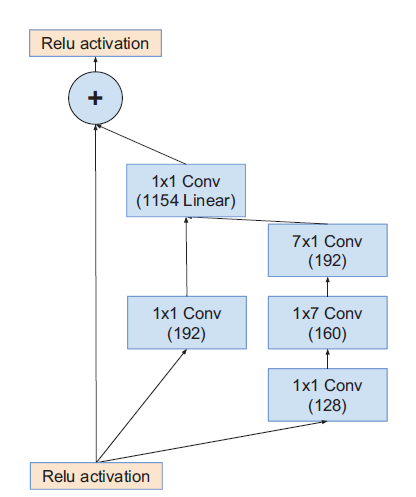 Relu activation
+
1x1 Conv
(1154 Linear)
7x1 Conv
(192)
1x1 Conv
(192)
1x7 Conv
(160)
1x1 Conv
(128)
Relu activation